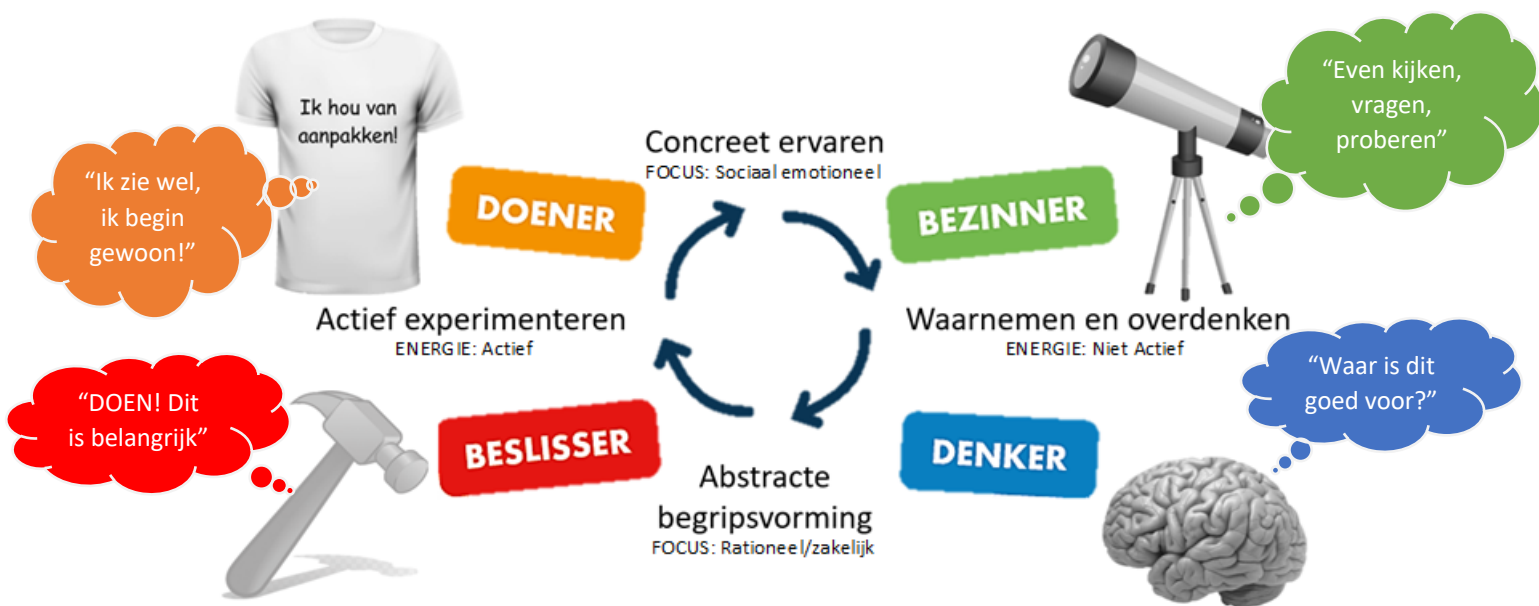 Ik hou van
aanpakken!
“Ik zie wel,
ik begin
gewoon!”
DOENER
Concreet ervaren
FOCUS: Sociaal emotioneel
BEZINNER
“Even kijken,
vragen,
proberen”
Actief experimenteren
ENERGIE: Actief
Waarnemen en overdenken
ENERGIE: Niet Actief
“DOEN! Dit
is belangrijk”
BESLISSER
Abstracte
begripsvorming
FOCUS: Rationeel/zakelijk
DENKER
“Waar is dit
goed voor?”